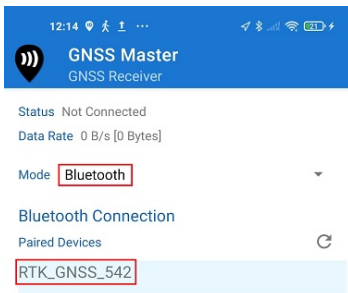 12:14 ...
21
GNSS Master
GNSS Receiver
Status Not Connected
Data Rate 0 B/s [0 Bytes]
Mode Bluetooth
Bluetooth Connection
Paired Devices
RTK_GNSS_542